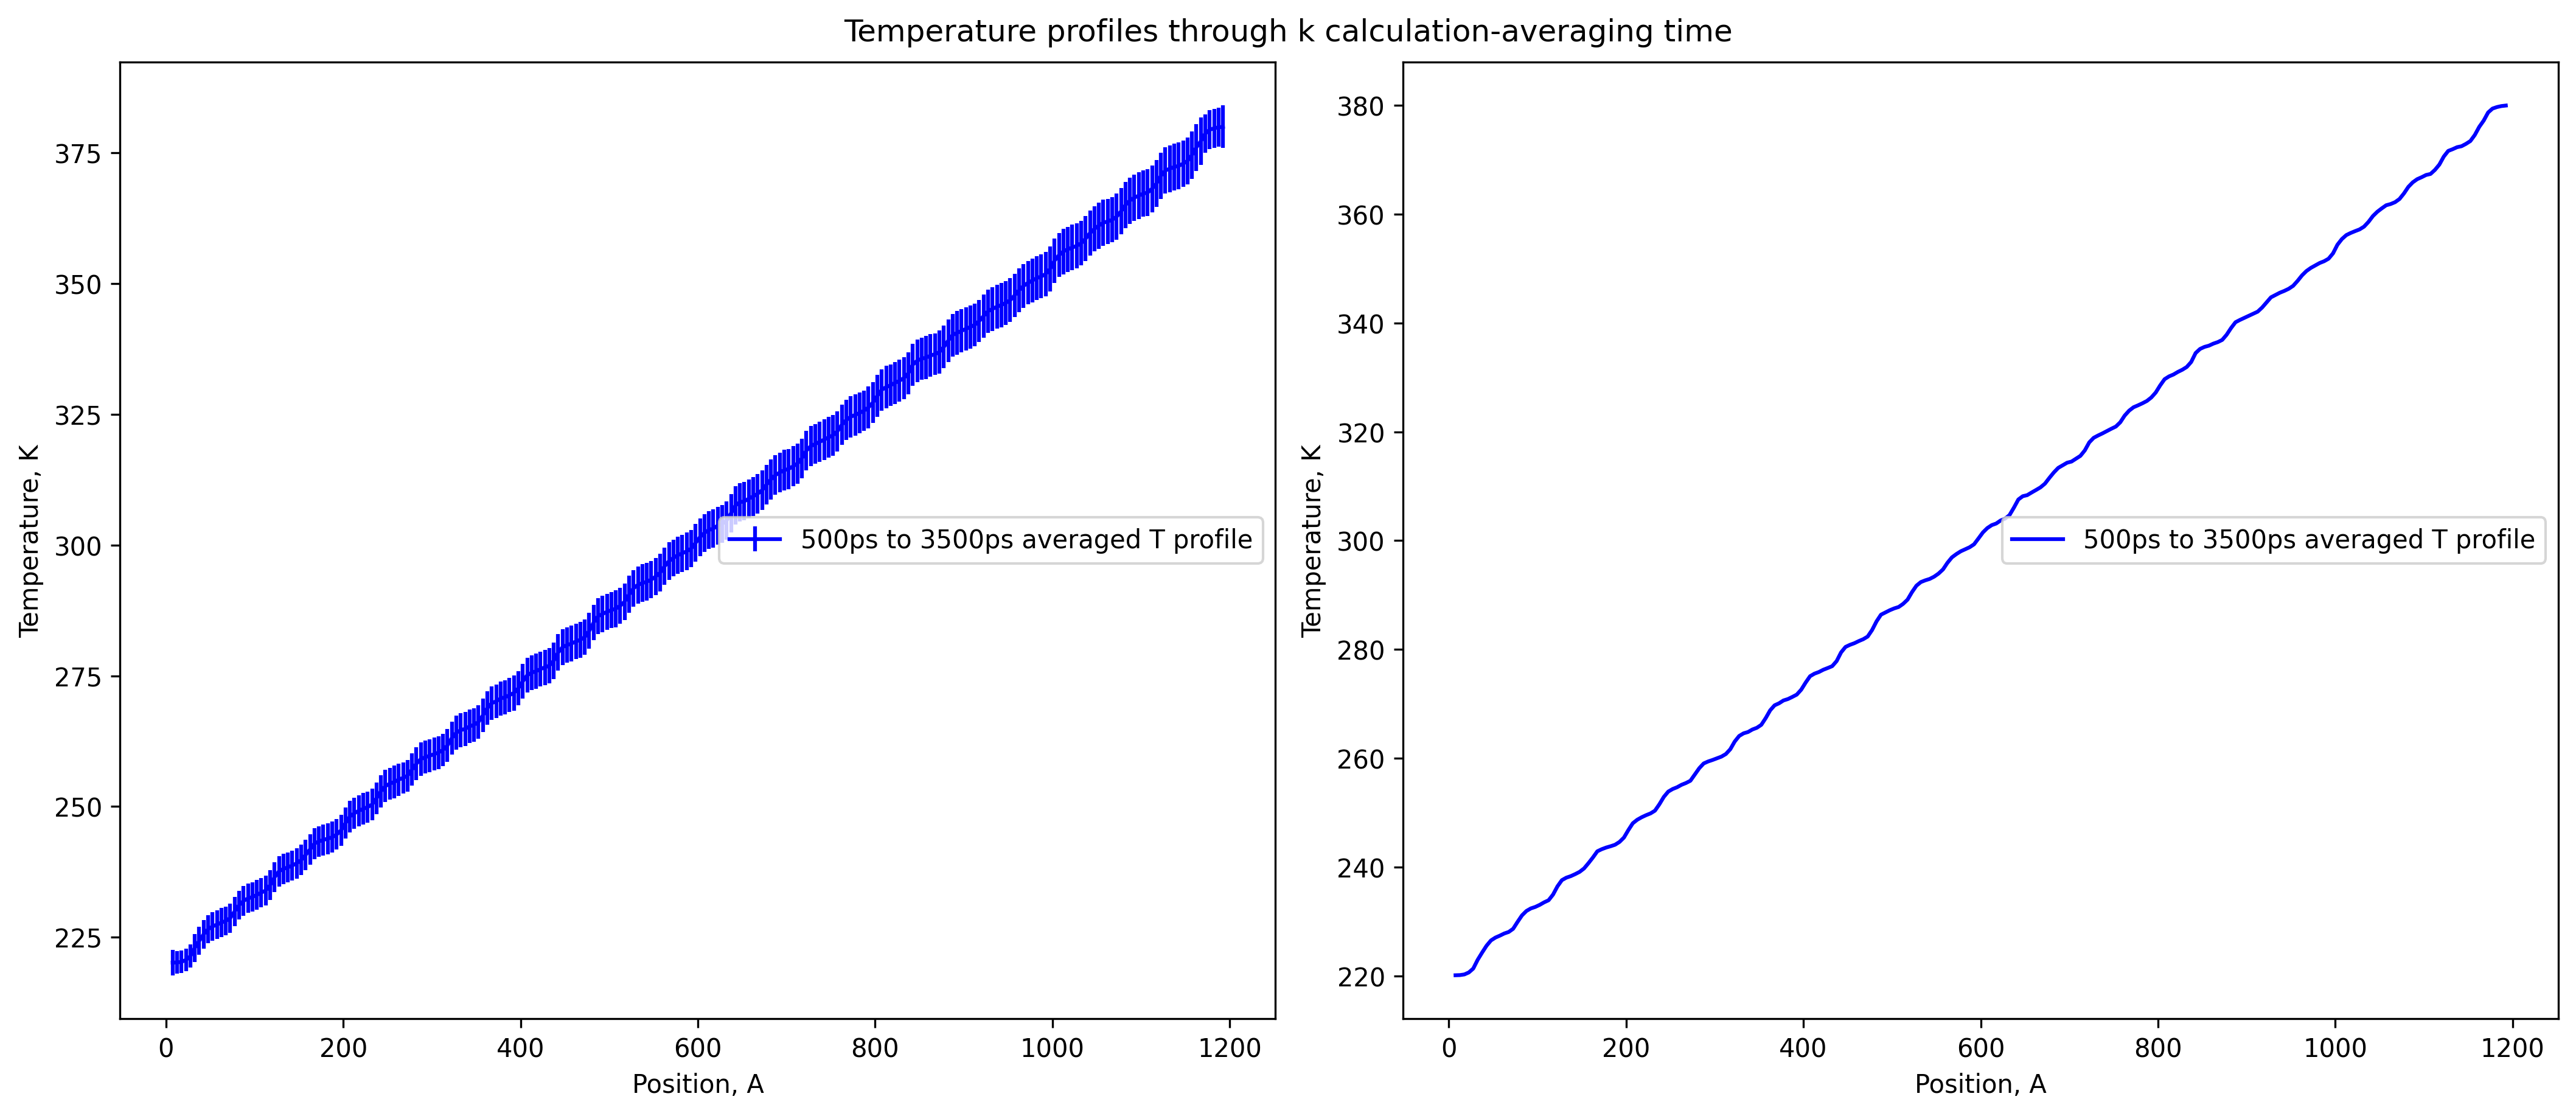 Temperature profiles through k calculation-averaging time
Temperature, K
375
350
325
300
275
250
225
500ps to 3500ps averaged T profile
0 200 400 600 800 1000 1200
Position, A
Temperature, K
380
360
340
320
300
280
260
240
220
500ps to 3500ps averaged T profile
0 200 400 600 800 1000 1200
Position, A